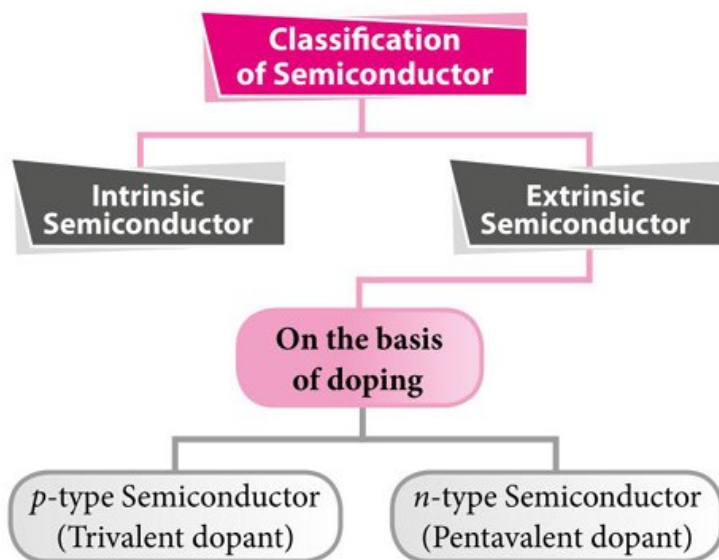 Classification
of Semiconductor
Intrinsic
Semiconductor
Extrinsic
Semiconductor
On the basis
of doping
p-type Semiconductor
(Trivalent dopant)
n-type Semiconductor
(Pentavalent dopant)